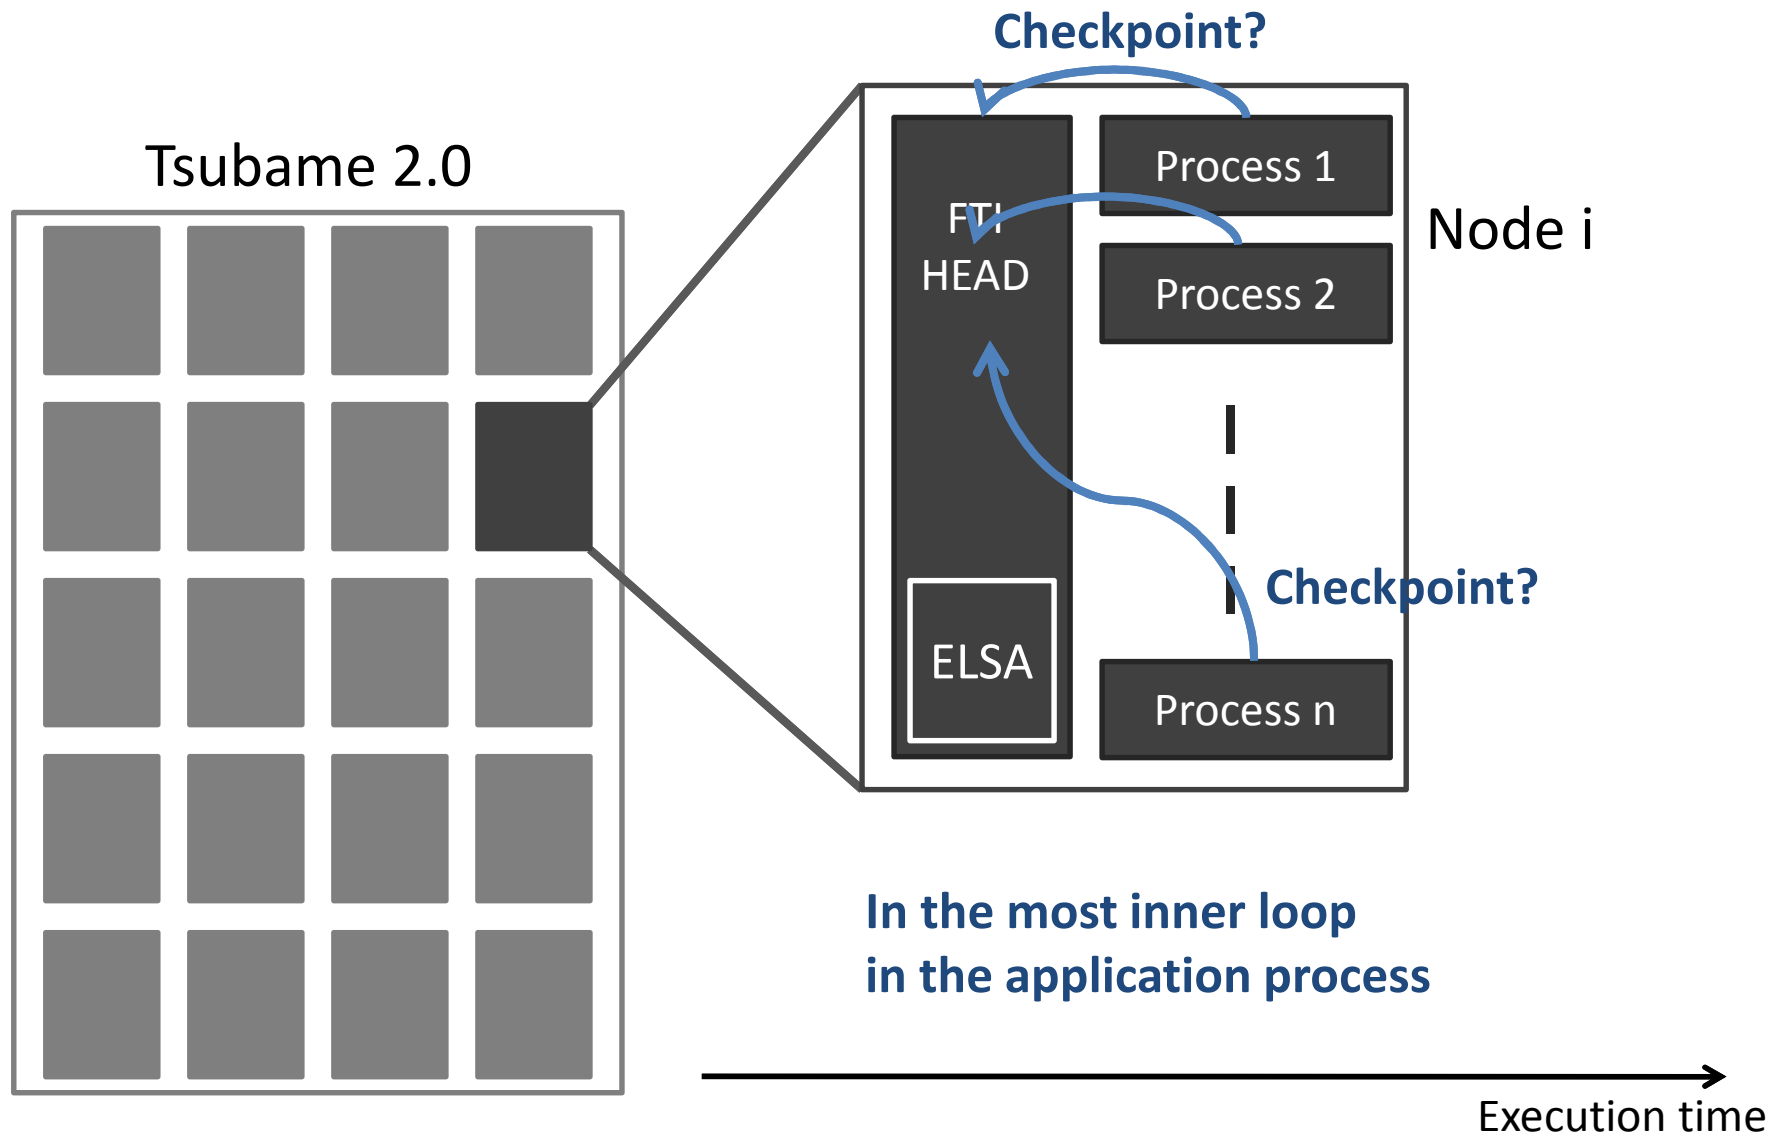 Checkpoint?
Tsubame 2.0
Process 1
FTI
HEAD
Node i
Process 2
Checkpoint?
ELSA
Process n
In the most inner loop
in the application process
Execution time